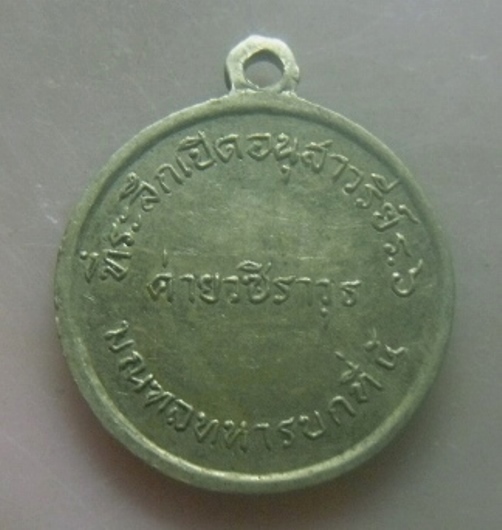 ที่ระลึกเปิดอนุสาวรีย์ ร.๖
ค่ายวชิราวุธ
มณฑลทหารบกที่ ๕